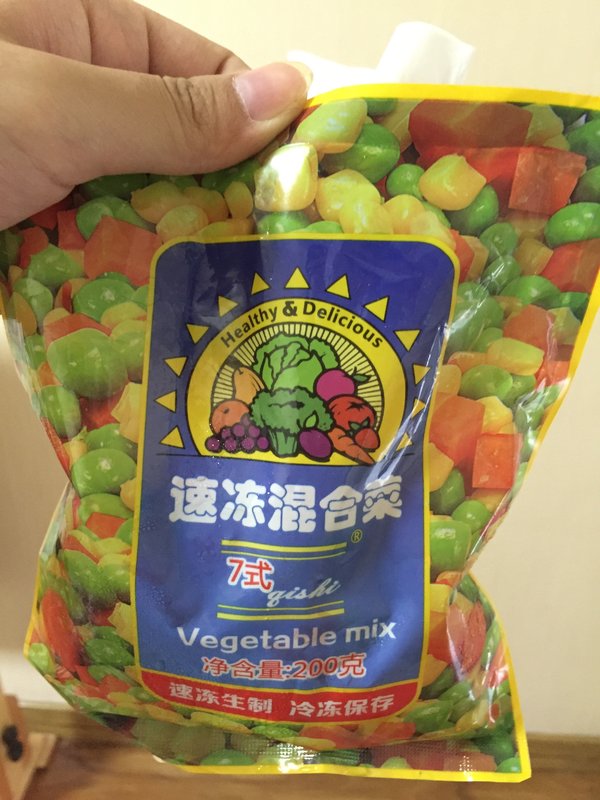 Healthy & Delicious
速冻混合菜
®
7式
qishi
Vegetable mix
净含量:200克
速冻生制 冷冻保存